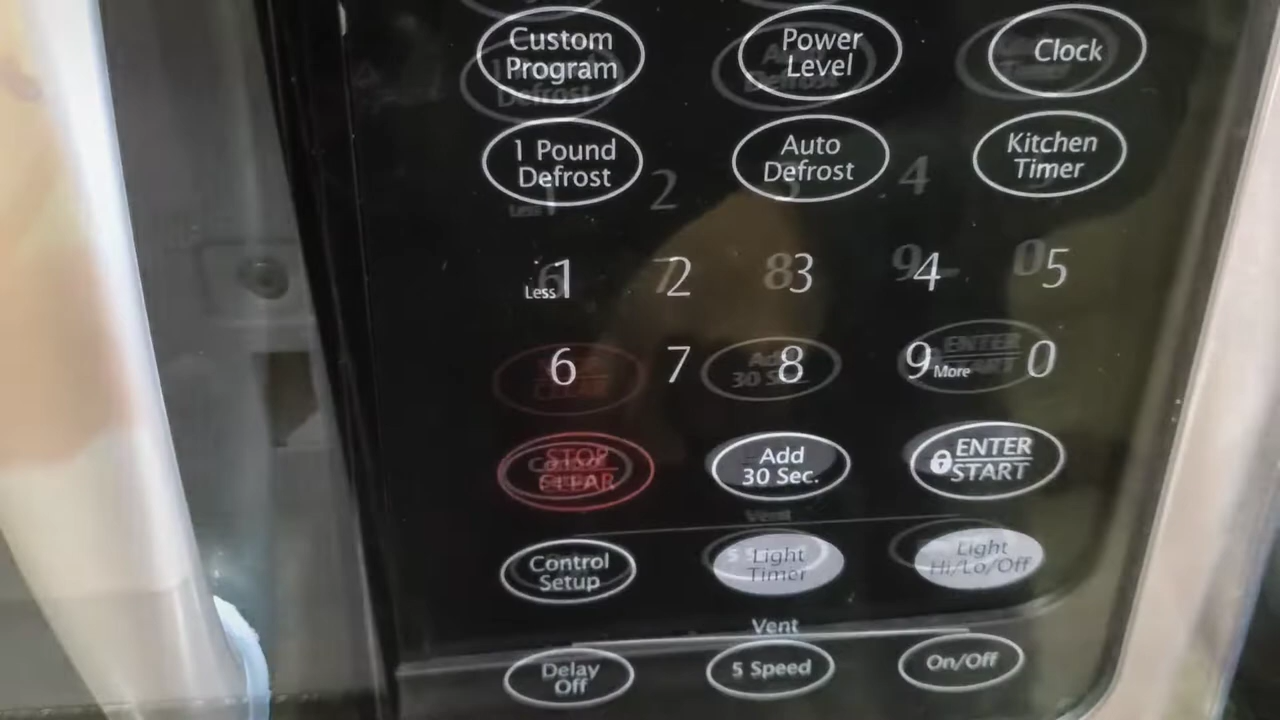 Custom
Program
Power
Level
Clock
1 Pound
Defrost
Auto
Defrost
Kitchen
Timer
1 2 3 4 5
Less
6 7 8 9 0
More
STOP
CLEAR
Add
30 Sec.
ENTER
START
Control
Setup
Light
Timer
Light
Hi/Lo/Off
Vent
Delay
Off
5 Speed
On/Off